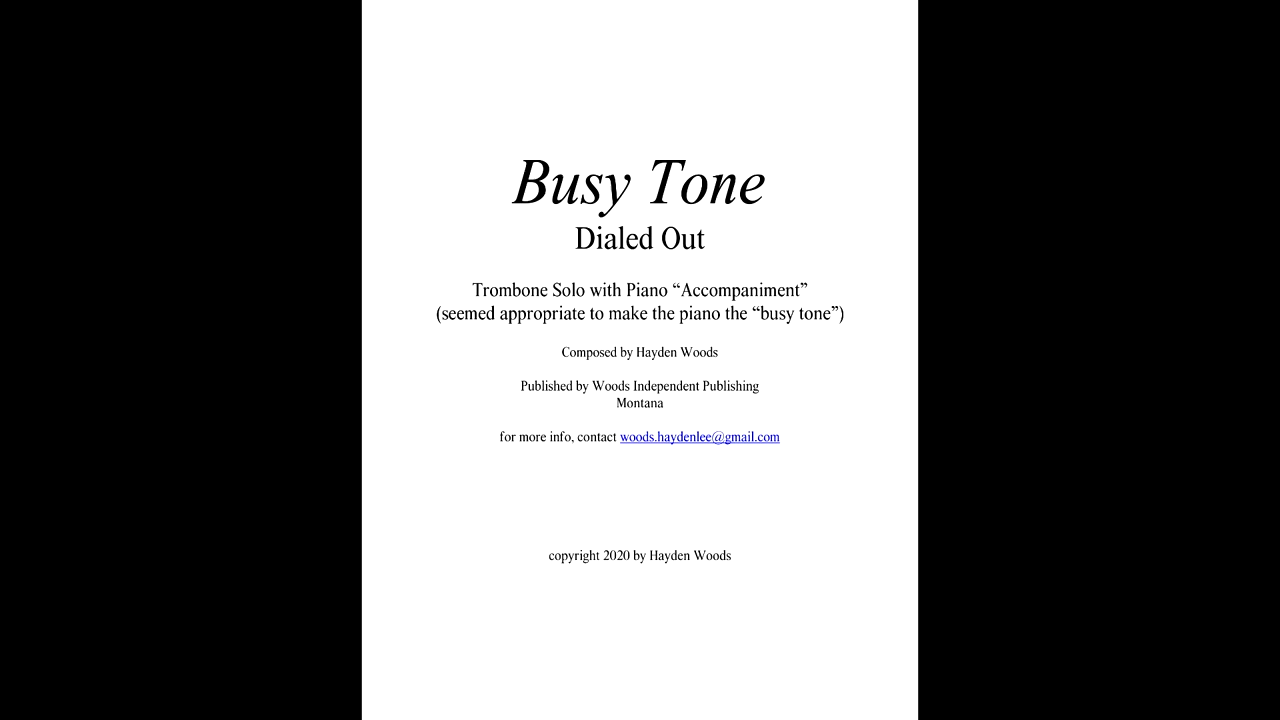 Busy Tone
Dialed Out
Trombone Solo with Piano “Accompaniment”
(seemed appropriate to make the piano the “busy tone”)
Composed by Hayden Woods
Published by Woods Independent Publishing
Montana
for more info, contact woods.haydenlee@gmail.com
copyright 2020 by Hayden Woods